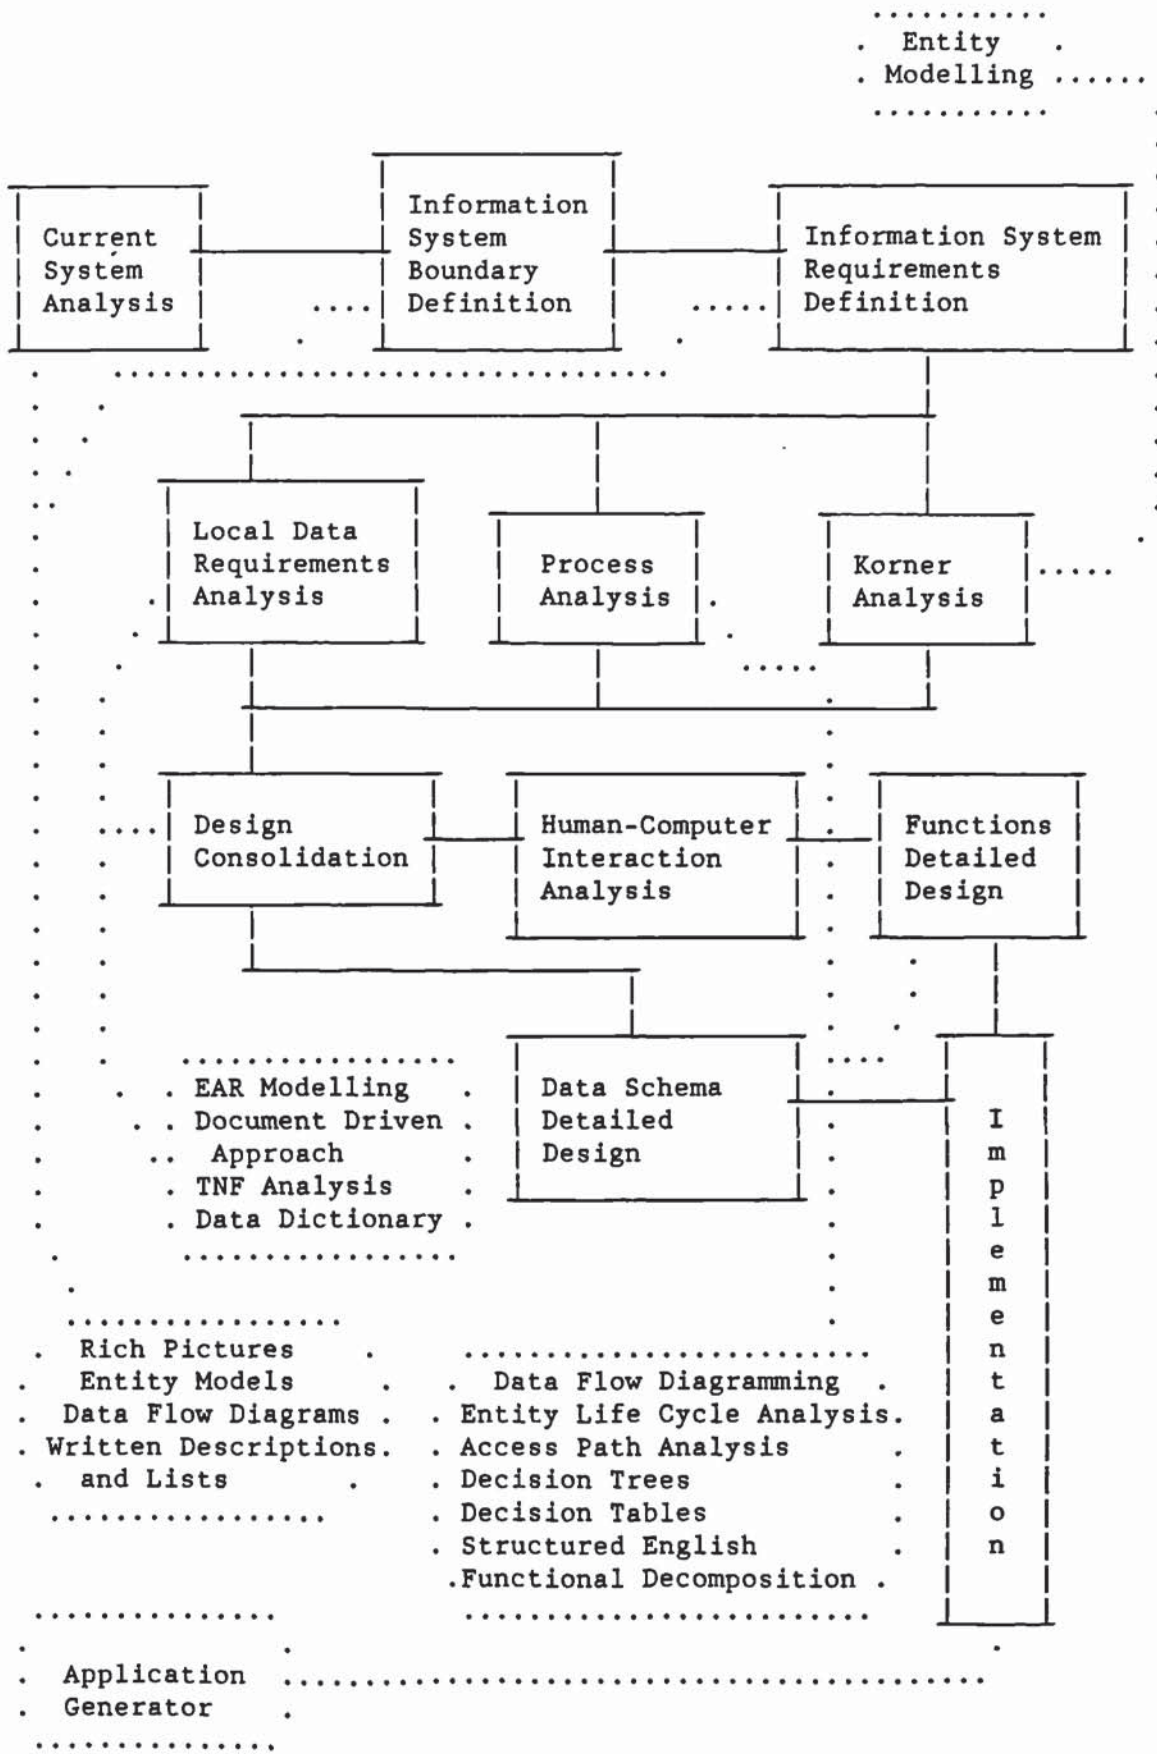 Entity
Modelling
Current
System
Analysis
Information
System
Boundary
Definition
Information System
Requirements
Definition
Local Data
Requirements
Analysis
Process
Analysis
Korner
Analysis
Design
Consolidation
Human-Computer
Interaction
Analysis
Functions
Detailed
Design
EAR Modelling
Document Driven
Approach
TNF Analysis
Data Dictionary
Data Schema
Detailed
Design
Implementation
Rich Pictures
Entity Models
Data Flow Diagrams
Written Descriptions
and Lists
Data Flow Diagramming
Entity Life Cycle Analysis
Access Path Analysis
Decision Trees
Decision Tables
Structured English
Functional Decomposition
Application
Generator